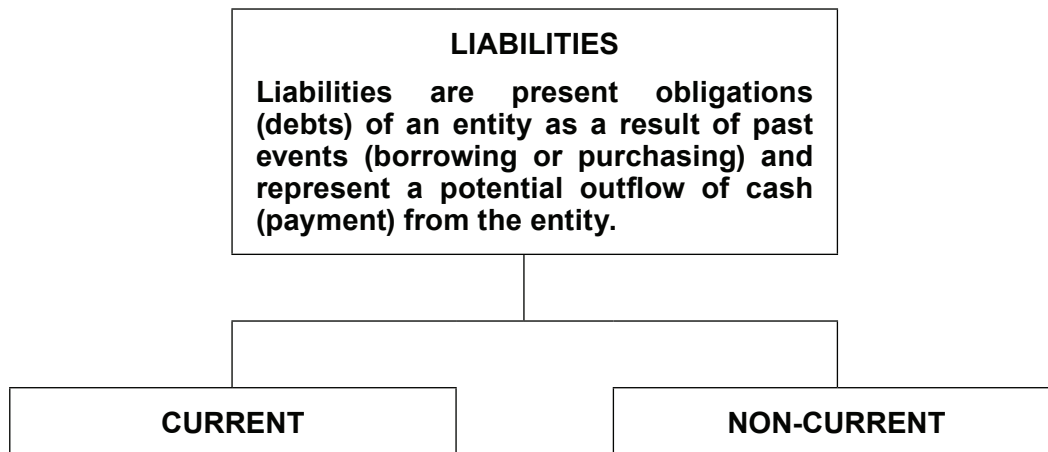 LIABILITIES
Liabilities are present obligations
(debts) of an entity as a result of past
events (borrowing or purchasing) and
represent a potential outflow of cash
(payment) from the entity.
CURRENT
NON-CURRENT